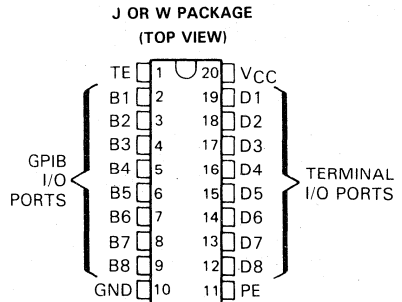 J OR W PACKAGE
(TOP VIEW)
TE 1 20 VCC
B1 2 19 D1
B2 3 18 D2
B3 4 17 D3
B4 5 16 D4
B5 6 15 D5
B6 7 14 D6
B7 8 13 D7
B8 9 12 D8
GND 10 11 PE
GPIB
I/O
PORTS
TERMINAL
I/O PORTS